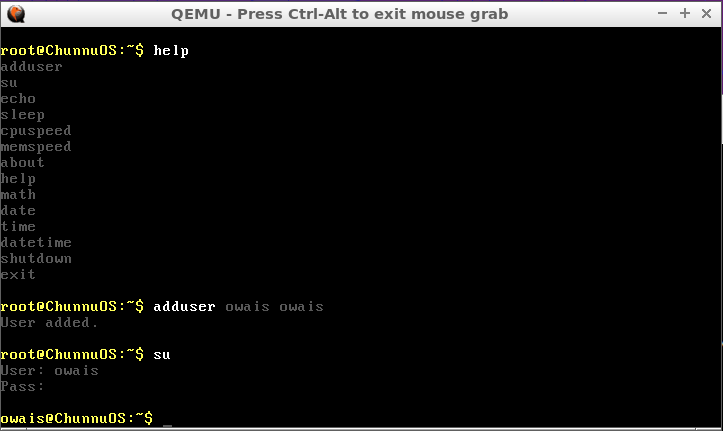 QEMU - Press Ctrl-Alt to exit mouse grab
root@ChunnuOS:~$ help
adduser
su
echo
sleep
cpuspeed
memspeed
about
help
math
date
time
datetime
shutdown
exit
root@ChunnuOS:~$ adduser owais owais
User added.
root@ChunnuOS:~$ su
User: owais
Pass:
owais@ChunnuOS:~$ _